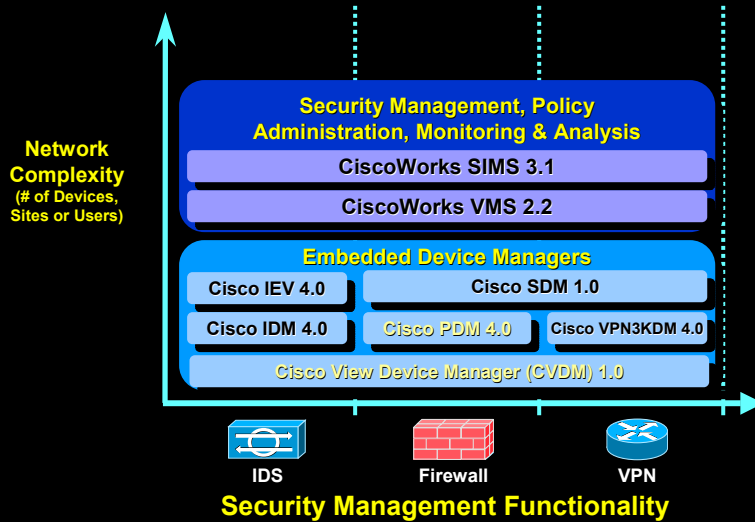 Security Management, Policy
Administration, Monitoring & Analysis
Network
Complexity
(# of Devices,
Sites or Users)
CiscoWorks SIMS 3.1
CiscoWorks VMS 2.2
Embedded Device Managers
Cisco IEV 4.0
Cisco SDM 1.0
Cisco IDM 4.0
Cisco PDM 4.0
Cisco VPN3KDM 4.0
Cisco View Device Manager (CVDM) 1.0
IDS
Firewall
VPN
Security Management Functionality